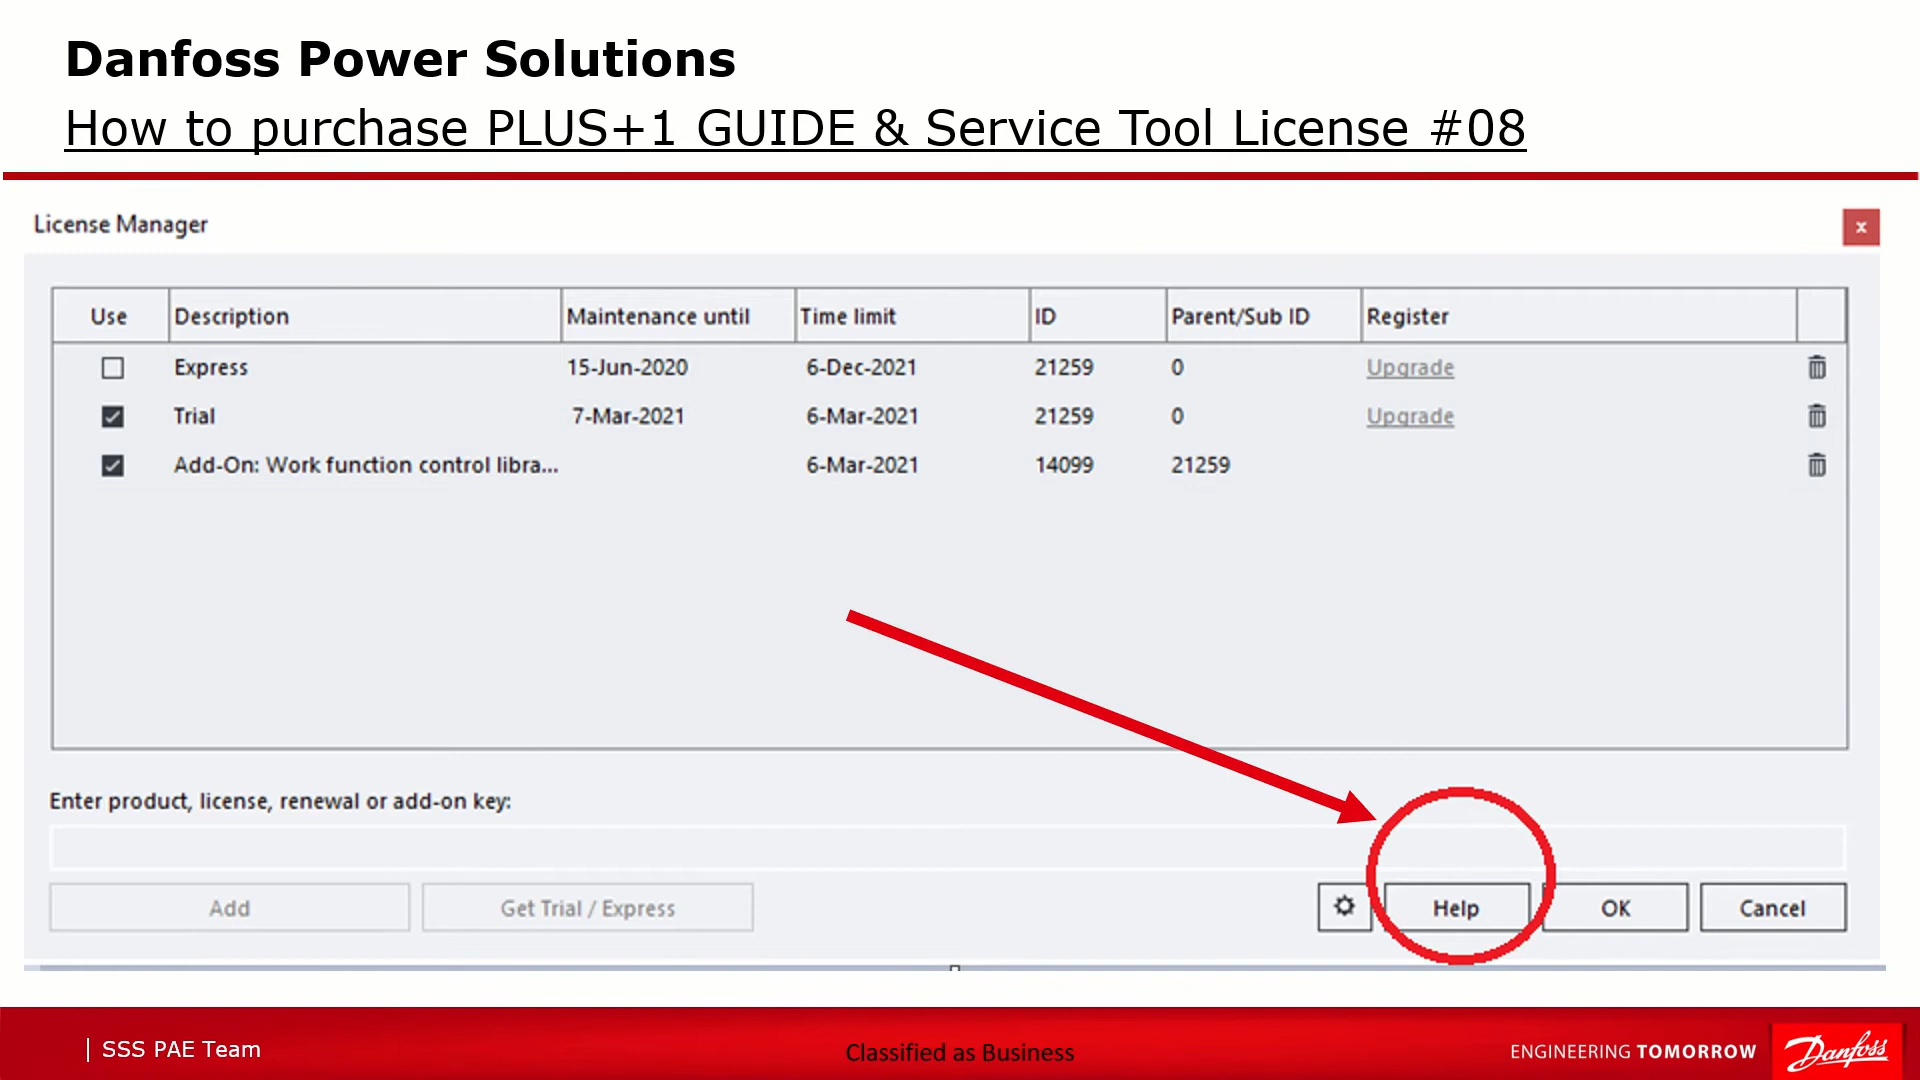 Danfoss Power Solutions
How to purchase PLUS+1 GUIDE & Service Tool License #08
License Manager
x
Use Description Maintenance until Time limit ID Parent/Sub ID Register
Express 15-Jun-2020 6-Dec-2021 21259 0 Upgrade
Trial 7-Mar-2021 6-Mar-2021 21259 0 Upgrade
Add-On: Work function control libra... 6-Mar-2021 14099 21259
Enter product, license, renewal or add-on key:
Add Get Trial / Express Help OK Cancel
| SSS PAE Team Classified as Business ENGINEERING TOMORROW Danfoss